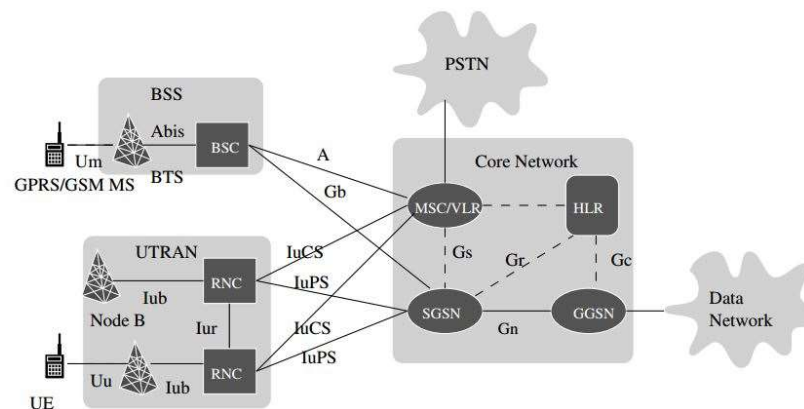 PSTN
BSS
Abis
BSC
Um
BTS
GPRS/GSM MS
A
Gb
Core Network
MSC/VLR
HLR
Gs
Gr
Gc
UTRAN
IuCS
RNC
IuPS
Iub
Node B
Iur
SGSN
Gn
GGSN
Data
Network
IuCS
RNC
IuPS
Uu
Iub
UE